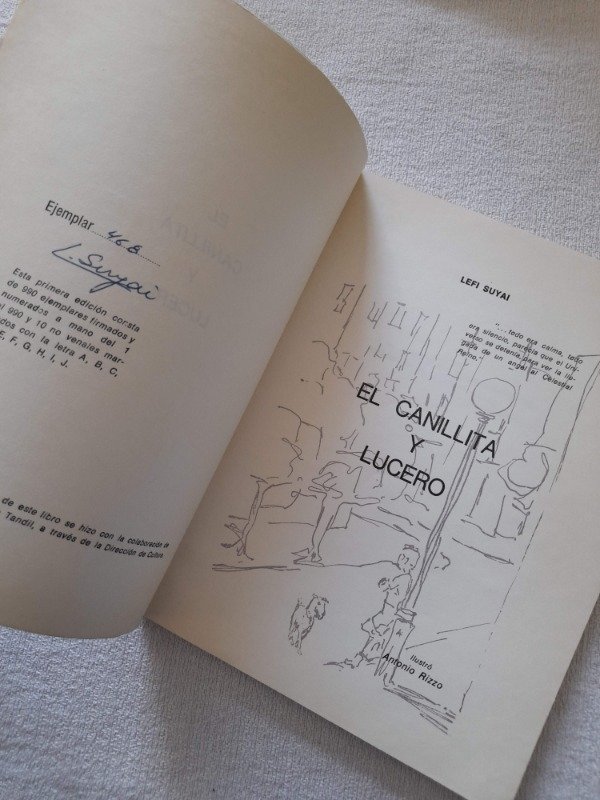 Ejemplar.....468.....
L. Suyai
Esta primera edición consta
de 990 ejemplares firmados y
numerados a mano del 1
al 990 y 10 no venales mar-
dos con la letra A, B, C,
E, F, G, H, I, J.
de este libro se hizo con la colaboración de
Tandil, a través de la Dirección de Cultura.
LEFI SUYAI
"... todo era calma, todo
era silencio, parecía que el Uni-
verso se detenía para ver la lle-
gada de un angel al Celestial
Reino."
EL CANILLITA
Y
LUCERO
Ilustró
Antonio Rizzo